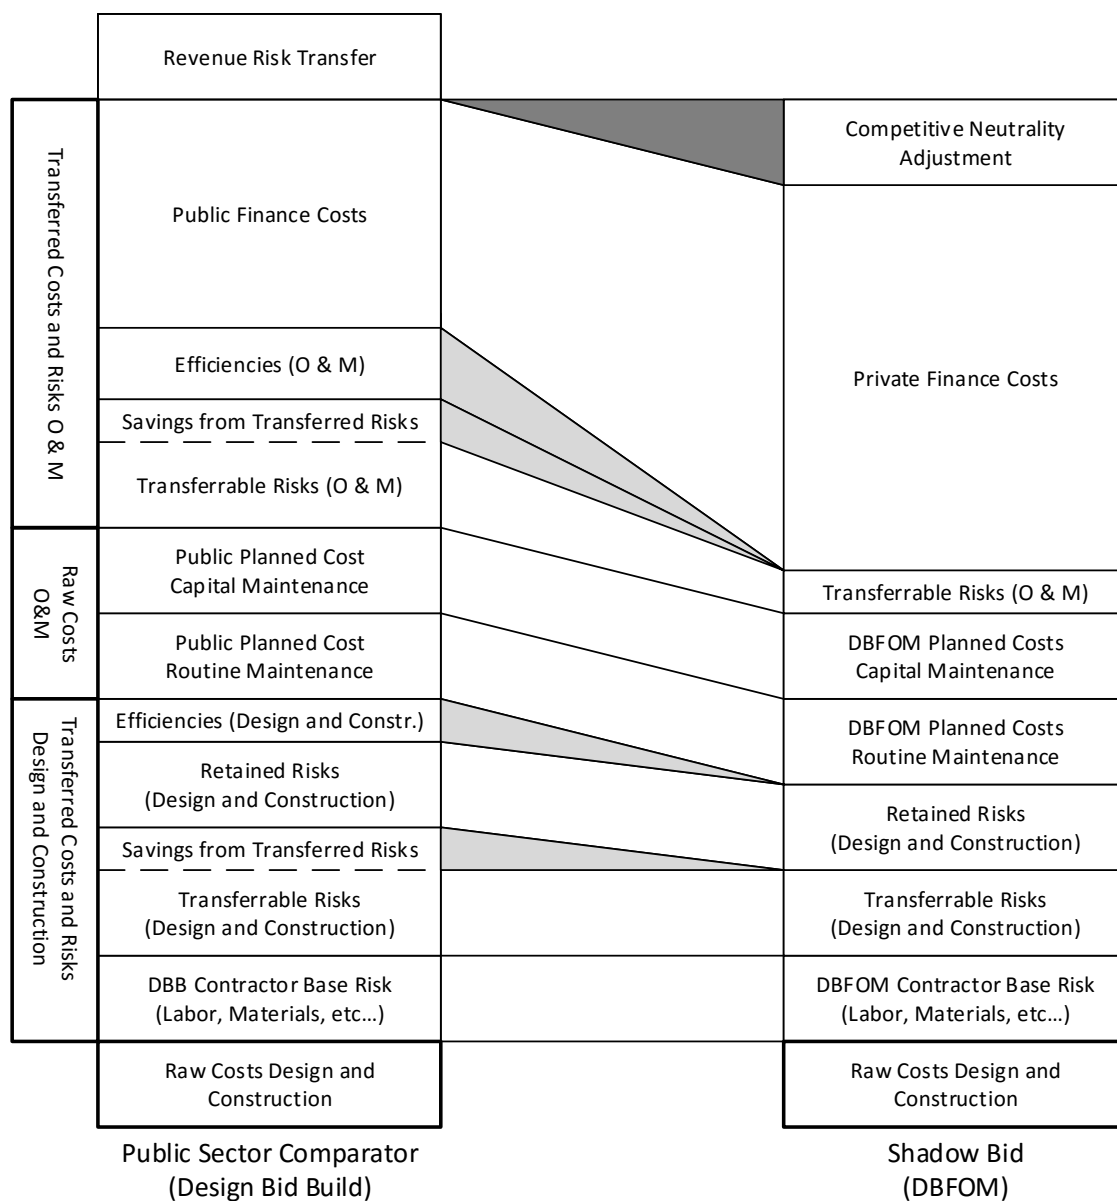 Revenue Risk Transfer
Transferred Costs and Risks O & M
Public Finance Costs
Efficiencies (O & M)
Savings from Transferred Risks
Transferrable Risks (O & M)
Raw Costs
O&M
Public Planned Cost
Capital Maintenance
Public Planned Cost
Routine Maintenance
Transferred Costs and Risks
Design and Construction
Efficiencies (Design and Constr.)
Retained Risks
(Design and Construction)
Savings from Transferred Risks
Transferrable Risks
(Design and Construction)
DBB Contractor Base Risk
(Labor, Materials, etc…)
Raw Costs Design and
Construction
Public Sector Comparator
(Design Bid Build)
Competitive Neutrality
Adjustment
Private Finance Costs
Transferrable Risks (O & M)
DBFOM Planned Costs
Capital Maintenance
DBFOM Planned Costs
Routine Maintenance
Retained Risks
(Design and Construction)
Transferrable Risks
(Design and Construction)
DBFOM Contractor Base Risk
(Labor, Materials, etc…)
Raw Costs Design and
Construction
Shadow Bid
(DBFOM)